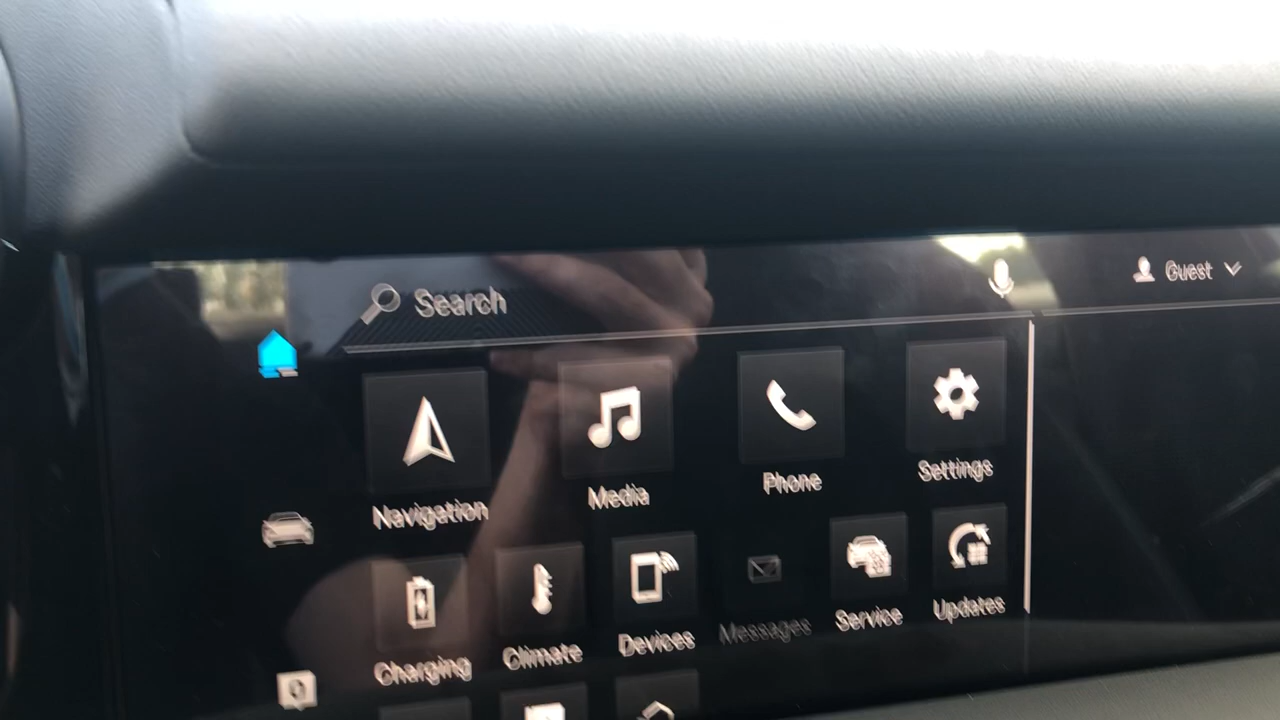 Search
Guest
Navigation
Media
Phone
Settings
Charging
Climate
Devices
Messages
Service
Updates